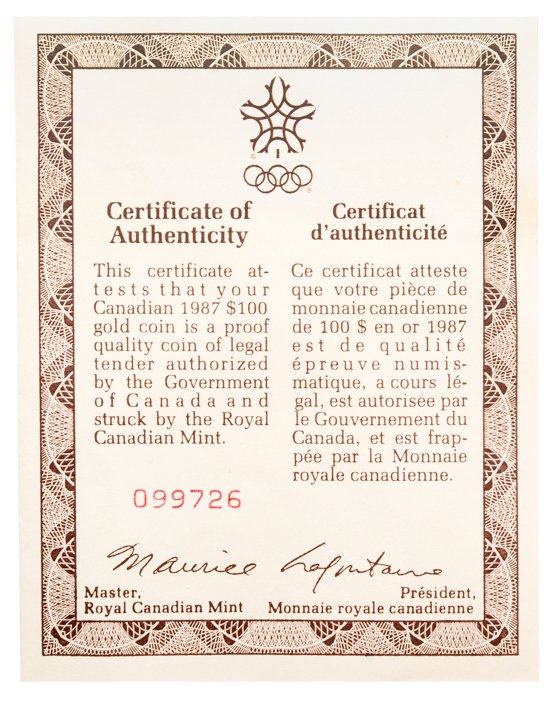 Certificate of
Authenticity
This certificate at-
tests that your
Canadian 1987 $100
gold coin is a proof
quality coin of legal
tender authorized
by the Government
of Canada and
struck by the Royal
Canadian Mint.
Certificat
d'authenticité
Ce certificat atteste
que votre pièce de
monnaie canadienne
de 100 $ en or 1987
est de qualité
épreuve numis-
matique, a cours lé-
gal, est autorisée par
le Gouvernement du
Canada, et est frap-
pée par la Monnaie
royale canadienne.
099726
Maurice Lafontaine
Master,
Royal Canadian Mint
Président,
Monnaie royale canadienne